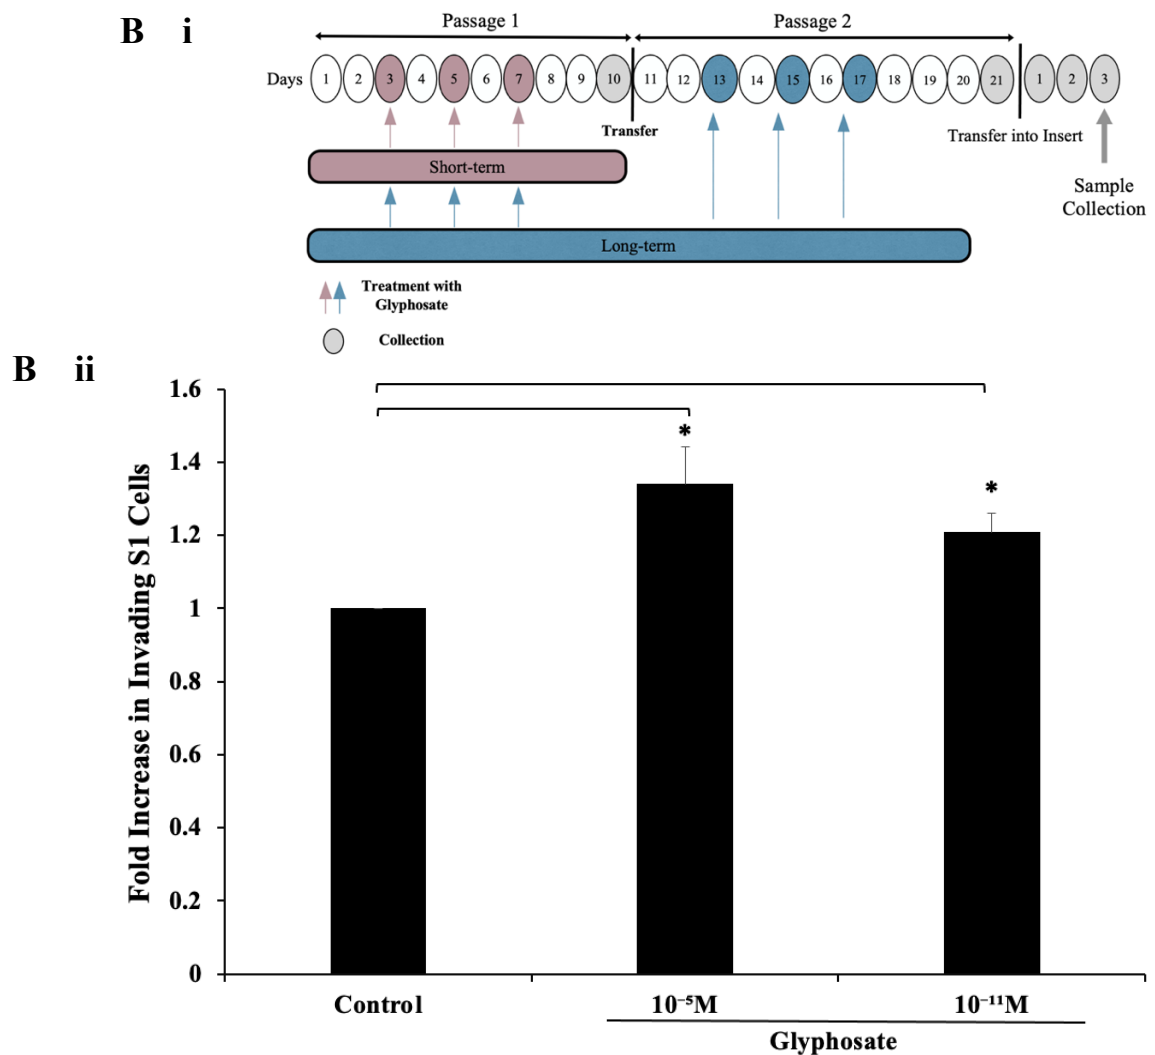 B i
Passage 1 Passage 2
Days 1 2 3 4 5 6 7 8 9 10 11 12 13 14 15 16 17 18 19 20 21 1 2 3
Transfer
Transfer into Insert
Short-term
Sample
Collection
Long-term
Treatment with
Glyphosate
Collection
B ii
Fold Increase in Invading S1 Cells
1.6
1.4
1.2
1
0.8
0.6
0.4
0.2
0
*
*
Control 10⁻⁵M 10⁻¹¹M
Glyphosate